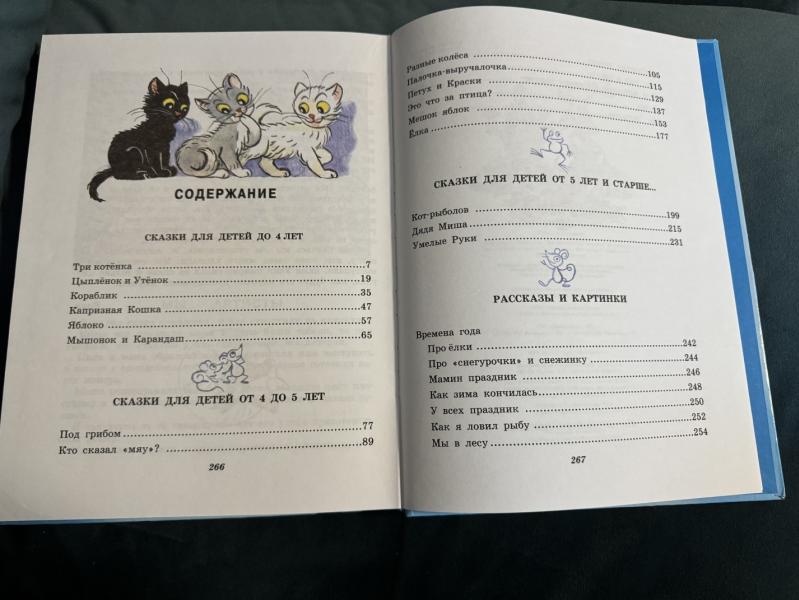 СОДЕРЖАНИЕ
СКАЗКИ ДЛЯ ДЕТЕЙ ДО 4 ЛЕТ
Три котёнка ........ 7
Цыплёнок и Утёнок ........ 19
Кораблик ........ 35
Капризная Кошка ........ 47
Яблоко ........ 57
Мышонок и Карандаш ........ 65
СКАЗКИ ДЛЯ ДЕТЕЙ ОТ 4 ДО 5 ЛЕТ
Под грибом ........ 77
Кто сказал «мяу»? ........ 89
266
Разные колёса ........ 105
Палочка-выручалочка ........ 115
Петух и Краски ........ 129
Это что за птица? ........ 137
Мешок яблок ........ 153
Ёлка ........ 177
СКАЗКИ ДЛЯ ДЕТЕЙ ОТ 5 ЛЕТ И СТАРШЕ...
Кот-рыболов ........ 199
Дядя Миша ........ 215
Умелые Руки ........ 231
РАССКАЗЫ И КАРТИНКИ
Времена года
Про ёлки ........ 242
Про «снегурочки» и снежинку ........ 244
Мамин праздник ........ 246
Как зима кончилась ........ 248
У всех праздник ........ 250
Как я ловил рыбу ........ 252
Мы в лесу ........ 254
267